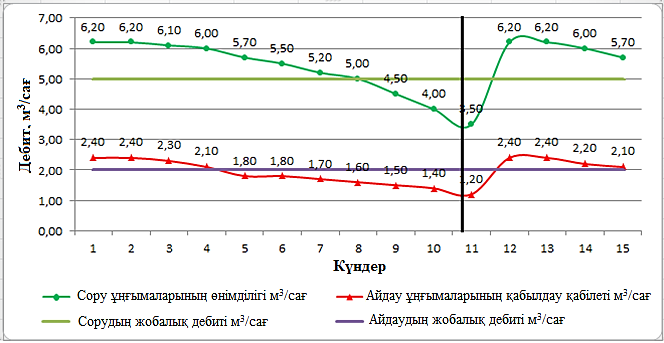 7,00
6,00
5,00
4,00
3,00
2,00
1,00
0,00
Дебит. м³/сағ
6,20 6,20 6,10 6,00 5,70 5,50 5,20 5,00 4,50 4,00 3,50 6,20 6,20 6,00 5,70
2,40 2,40 2,30 2,10 1,80 1,80 1,70 1,60 1,50 1,40 1,20 2,40 2,40 2,20 2,10
1 2 3 4 5 6 7 8 9 10 11 12 13 14 15
Күндер
Сору ұңғымаларының өнімділігі м³/сағ
Айдау ұңғымаларының қабылдау қабілеті м³/сағ
Сорудың жобалық дебиті м³/сағ
Айдаудың жобалық дебиті м³/сағ